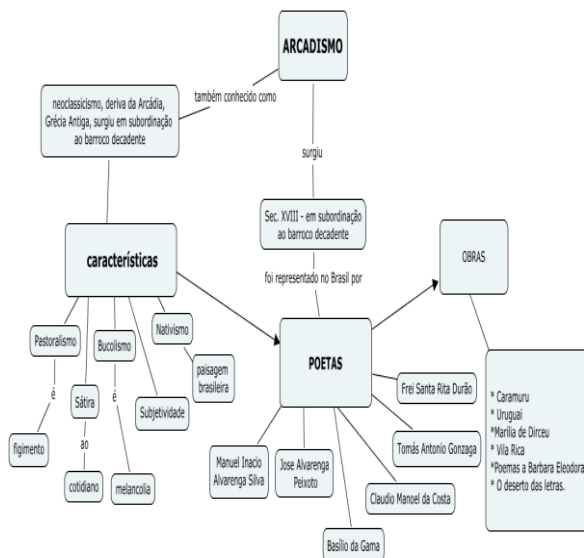 ARCADISMO
também conhecido como
neoclassicismo, deriva da Arcádia,
Grécia Antiga, surgiu em subordinação
ao barroco decadente
surgiu
Sec. XVIII - em subordinação
ao barroco decadente
foi representado no Brasil por
características
Pastoralismo
é
figimento
Sátira
ao
cotidiano
Bucolismo
é
melancolia
Subjetividade
Nativismo
paisagem
brasileira
POETAS
Manuel Inacio
Alvarenga Silva
Jose Alvarenga
Peixoto
Basílio da Gama
Claudio Manoel da Costa
Tomás Antonio Gonzaga
Frei Santa Rita Durão
OBRAS
* Caramuru
* Uruguai
*Marilia de Dirceu
* Vila Rica
*Poemas a Barbara Eleodora
* O deserto das letras.